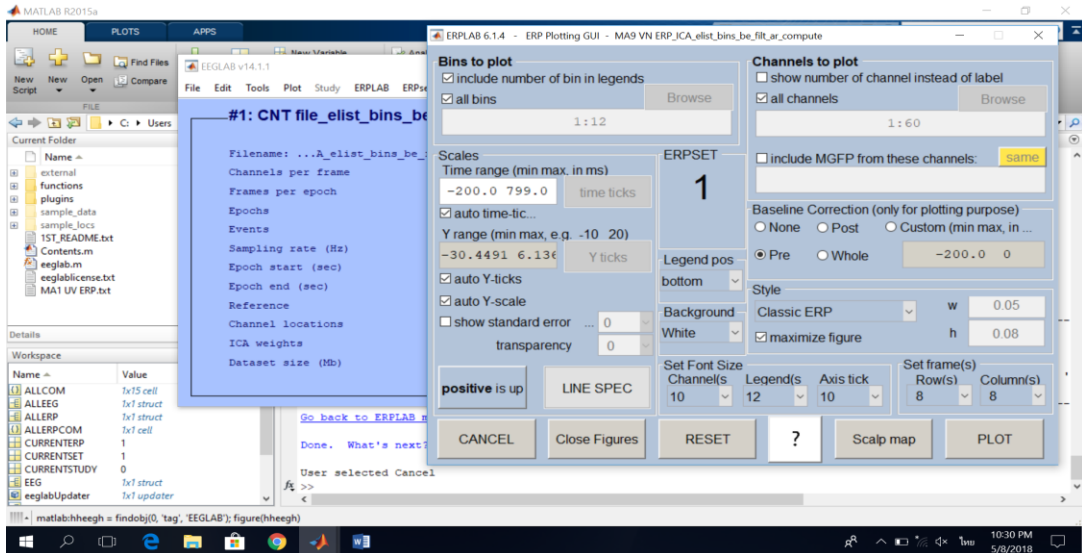 MATLAB R2015a
HOME PLOTS APPS
New Script
New
Open
Find Files
Compare
New Variable
FILE
C: Users
Current Folder
Name
external
functions
plugins
sample_data
sample_locs
1ST_README.txt
Contents.m
eeglab.m
eeglablicense.txt
MA1 UV ERP.txt
Details
Workspace
Name Value
ALLCOM 1x15 cell
ALLEEG 1x1 struct
ALLERP 1x1 struct
ALLERPCOM 1x1 cell
CURRENTERP 1
CURRENTSET 1
CURRENTSTUDY 0
EEG 1x1 struct
eeglabUpdater 1x1 updater
EEGLAB v14.1.1
File Edit Tools Plot Study ERPLAB ERPse
#1: CNT file_elist_bins_be
Filename: ...A_elist_bins_be_
Channels per frame
Frames per epoch
Epochs
Events
Sampling rate (Hz)
Epoch start (sec)
Epoch end (sec)
Reference
Channel locations
ICA weights
Dataset size (Mb)
Go back to ERPLAB m
Done. What's next?
User selected Cancel
fx >>
ERPLAB 6.1.4 - ERP Plotting GUI - MA9 VN ERP_ICA_elist_bins_be_filt_ar_compute
Bins to plot
include number of bin in legends
all bins Browse
1:12
Channels to plot
show number of channel instead of label
all channels Browse
1:60
include MGFP from these channels: same
Scales
Time range (min max, in ms)
-200.0 799.0 time ticks
auto time-tic...
Y range (min max, e.g. -10 20)
-30.4491 6.136 Y ticks
auto Y-ticks
auto Y-scale
show standard error ... 0
transparency 0
positive is up LINE SPEC
ERPSET
1
Legend pos
bottom
Background
White
Baseline Correction (only for plotting purpose)
None Post Custom (min max, in ...
Pre Whole -200.0 0
Style
Classic ERP w 0.05
maximize figure h 0.08
Set Font Size
Channel(s Legend(s Axis tick
10 12 10
Set frame(s)
Row(s) Column(s)
8 8
CANCEL Close Figures RESET ? Scalp map PLOT
matlab:hheegh = findobj(0, 'tag', 'EEGLAB'); figure(hheegh)
ไทย
10:30 PM
5/8/2018